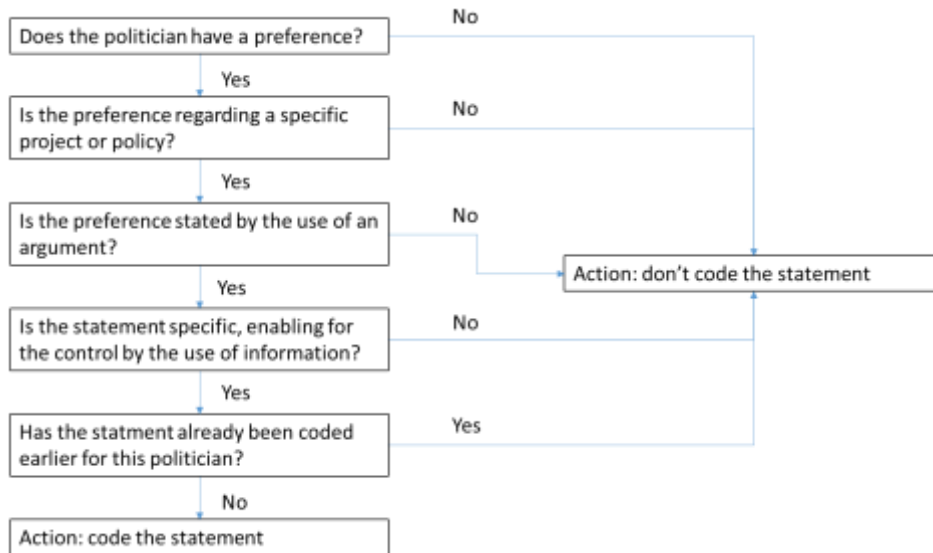 No
Does the politician have a preference?
Yes
Is the preference regarding a specific
project or policy?
No
Yes
Is the preference stated by the use of an
argument?
No
Action: don't code the statement
Yes
Is the statement specific, enabling for
the control by the use of information?
No
Yes
Has the statment already been coded
earlier for this politician?
Yes
No
Action: code the statement